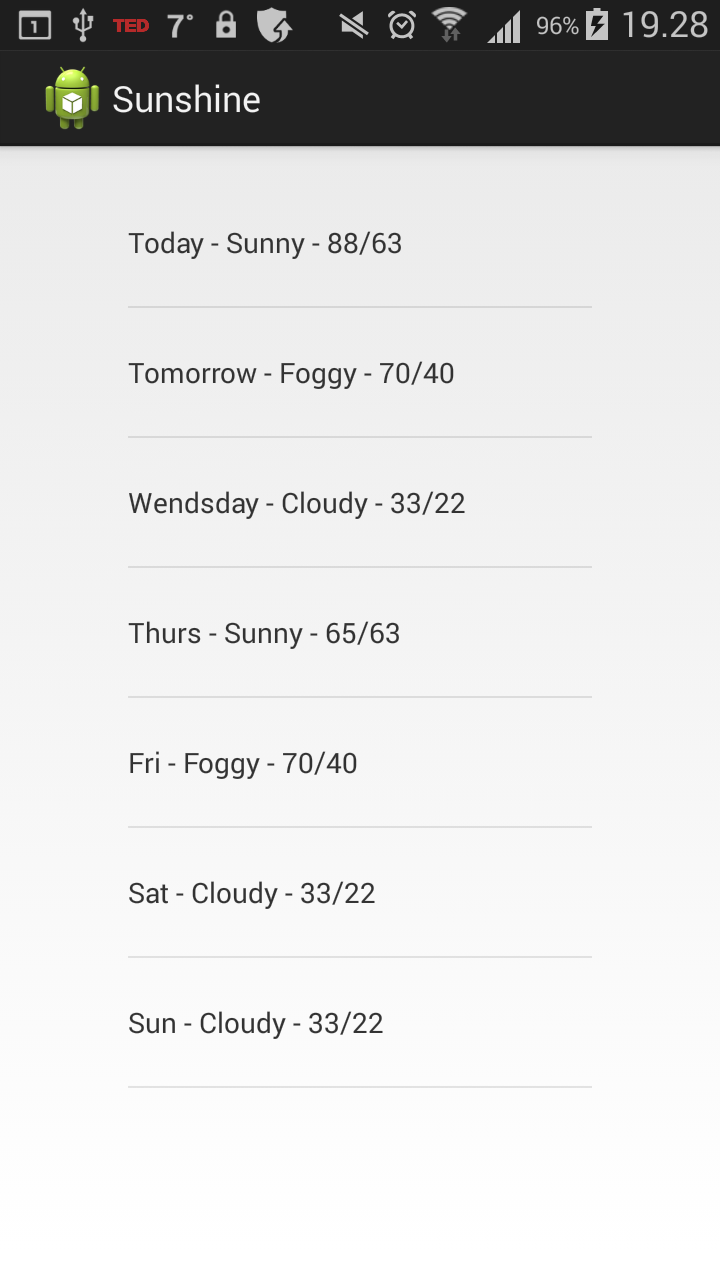 1 TED 7° 96% 19.28
Sunshine
Today - Sunny - 88/63
Tomorrow - Foggy - 70/40
Wendsday - Cloudy - 33/22
Thurs - Sunny - 65/63
Fri - Foggy - 70/40
Sat - Cloudy - 33/22
Sun - Cloudy - 33/22